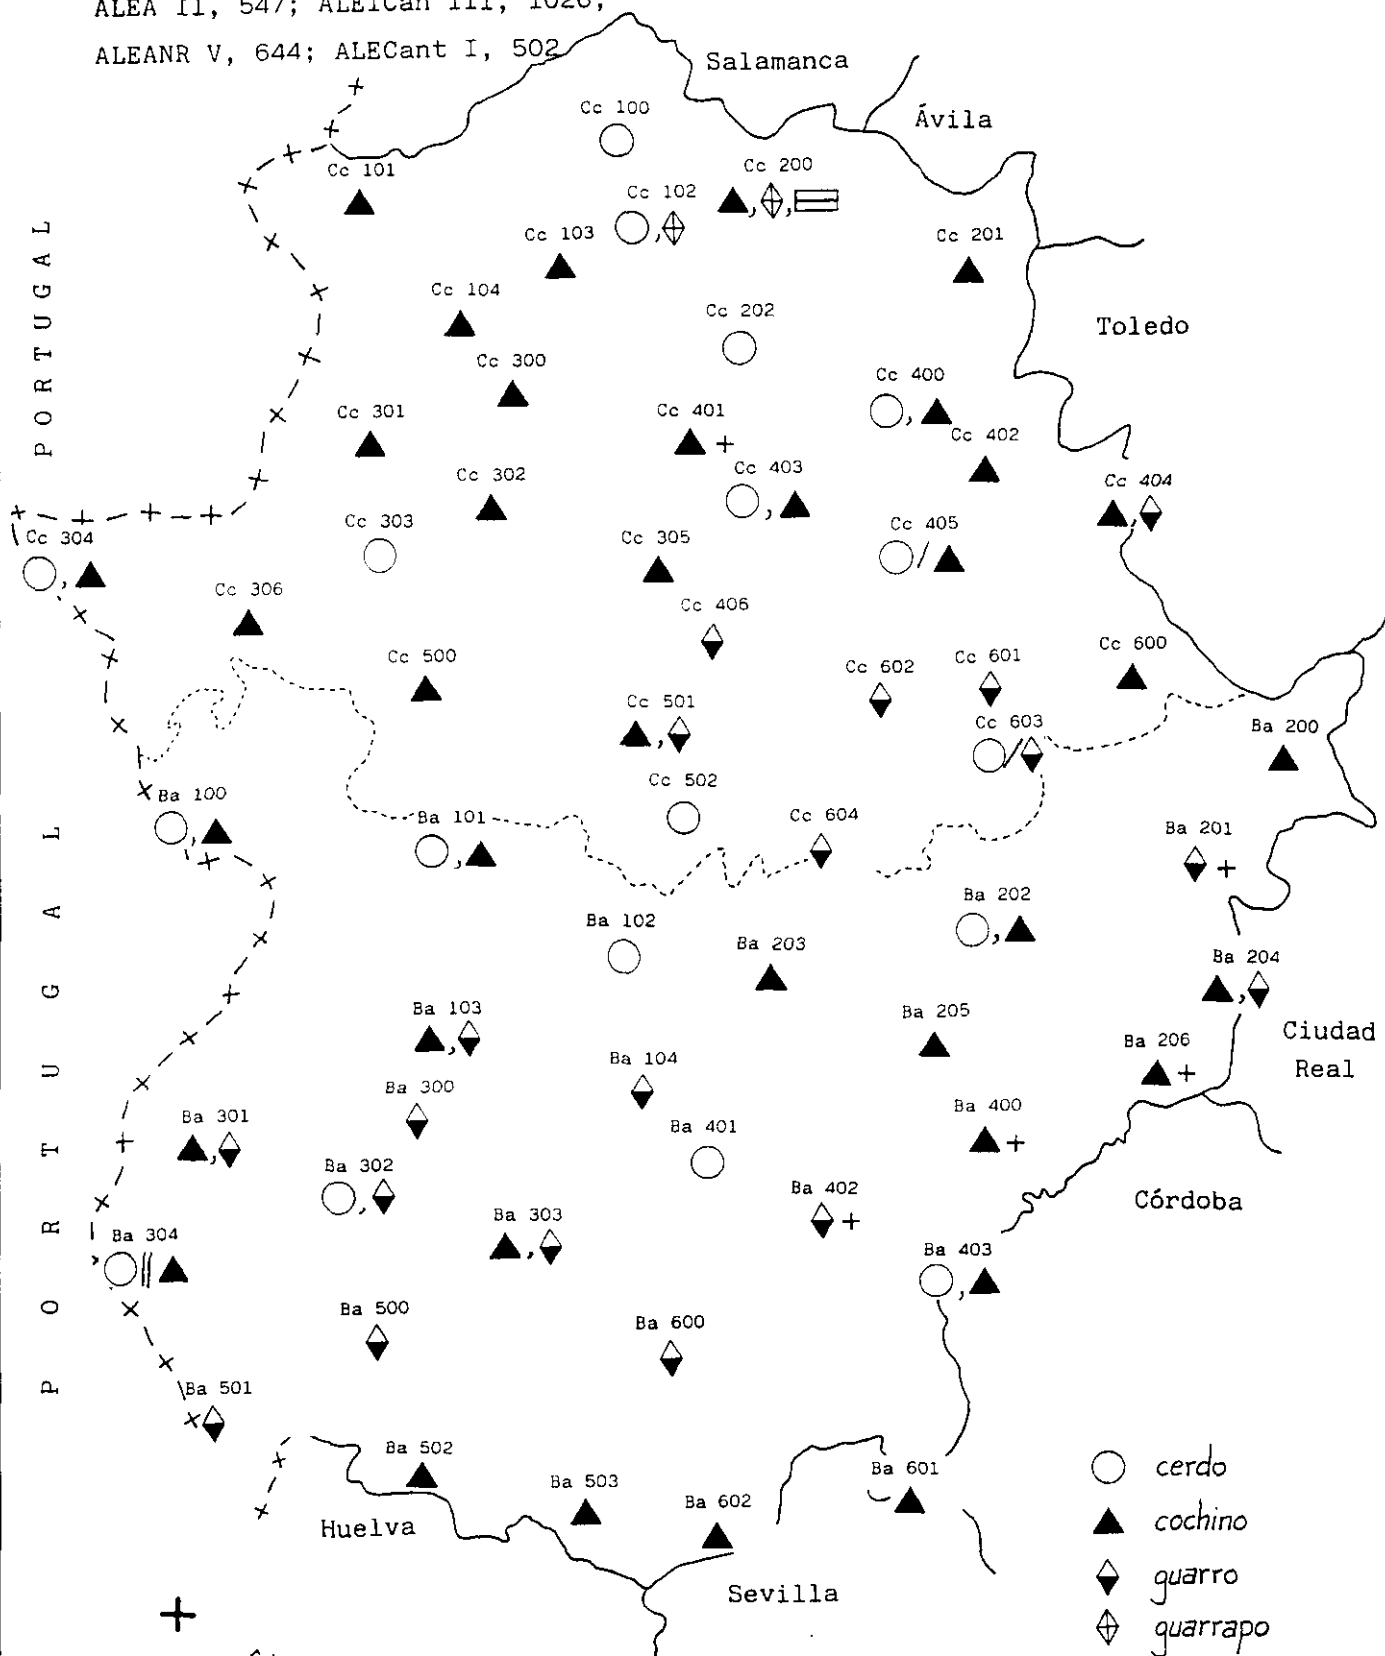 ALEA II, 547; ALEICan III, 1026;
ALEANR V, 644; ALECant I, 502
Salamanca
Ávila
Cc 100
Cc 101
Cc 200
Cc 102
Cc 103
Cc 201
PORTUGAL
Cc 104
Cc 202
Toledo
Cc 300
Cc 400
Cc 301
Cc 401
Cc 402
Cc 302
Cc 403
Cc 404
Cc 303
Cc 405
Cc 304
Cc 305
Cc 306
Cc 406
Cc 500
Cc 602
Cc 601
Cc 600
Cc 501
Cc 603
Ba 200
Cc 502
Ba 100
Ba 101
Cc 604
Ba 201
PORTUGAL
Ba 202
Ba 102
Ba 203
Ba 204
Ba 103
Ba 205
Ciudad
Real
Ba 206
Ba 104
Ba 300
Ba 301
Ba 400
Ba 401
Ba 302
Ba 402
Córdoba
Ba 303
Ba 304
Ba 403
Ba 500
Ba 600
Ba 501
Ba 502
Ba 503
Ba 601
Ba 602
Huelva
Sevilla
cerdo
cochino
guarro
guarrapo